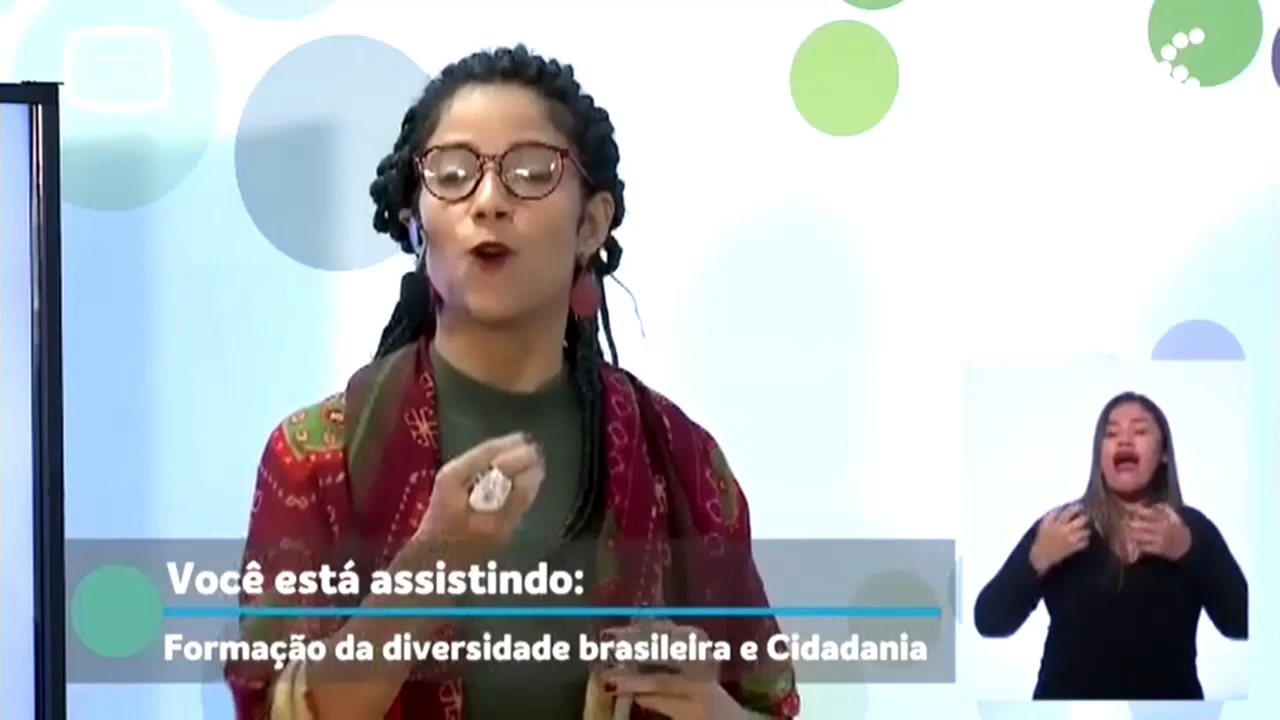 Você está assistindo:
Formação da diversidade brasileira e Cidadania